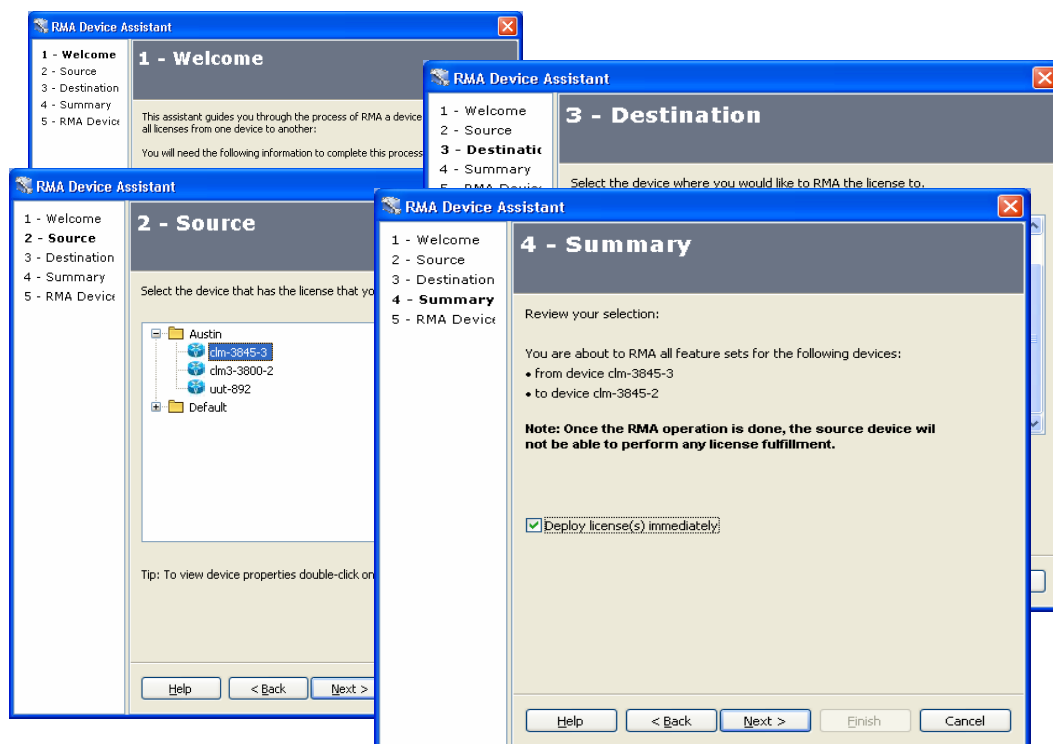 RMA Device Assistant
1 - Welcome
2 - Source
3 - Destination
4 - Summary
5 - RMA Device
1 - Welcome
This assistant guides you through the process of RMA a device
all licenses from one device to another:
You will need the following information to complete this process
RMA Device Assistant
1 - Welcome
2 - Source
3 - Destinatic
4 - Summary
5 - RMA Device
3 - Destination
Select the device where you would like to RMA the license to.
RMA Device Assistant
1 - Welcome
2 - Source
3 - Destination
4 - Summary
5 - RMA Device
2 - Source
Select the device that has the license that yo
Austin
clm-3845-3
clm3-3800-2
uut-892
Default
Tip: To view device properties double-click on
Help
< Back
Next >
RMA Device Assistant
1 - Welcome
2 - Source
3 - Destination
4 - Summary
5 - RMA Device
4 - Summary
Review your selection:
You are about to RMA all feature sets for the following devices:
• from device clm-3845-3
• to device clm-3845-2
Note: Once the RMA operation is done, the source device wil
not be able to perform any license fulfillment.
Deploy license(s) immediately
Help
< Back
Next >
Finish
Cancel